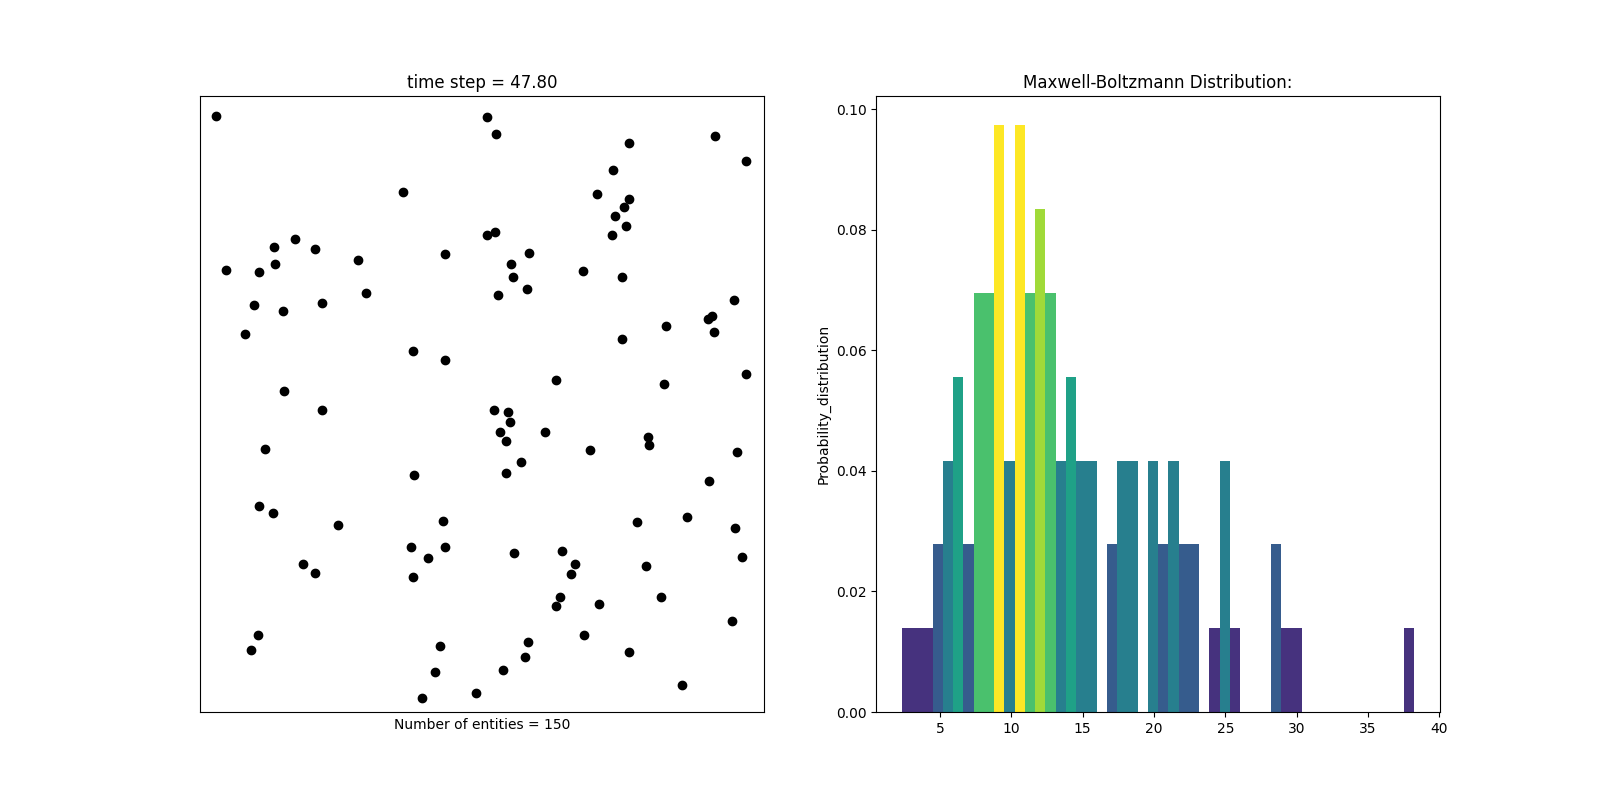 time step = 47.80
Number of entities = 150
Maxwell-Boltzmann Distribution:
Probability_distribution
0.10
0.08
0.06
0.04
0.02
0.00
5 10 15 20 25 30 35 40